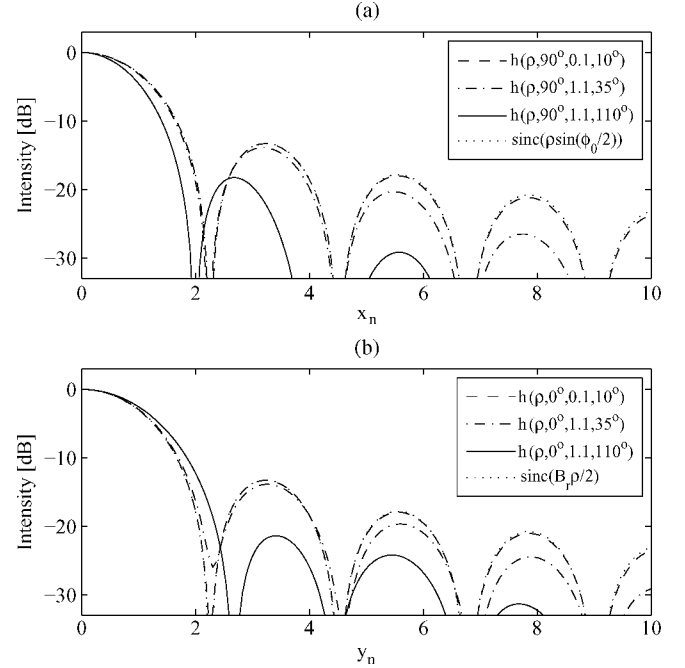 (a)
Intensity [dB]
0
−10
−20
−30
h(ρ,90°,0.1,10°)
h(ρ,90°,1.1,35°)
h(ρ,90°,1.1,110°)
sinc(ρsin(ϕ₀/2))
0 2 4 6 8 10
xₙ
(b)
Intensity [dB]
0
−10
−20
−30
h(ρ,0°,0.1,10°)
h(ρ,0°,1.1,35°)
h(ρ,0°,1.1,110°)
sinc(Bᵣρ/2)
0 2 4 6 8 10
yₙ